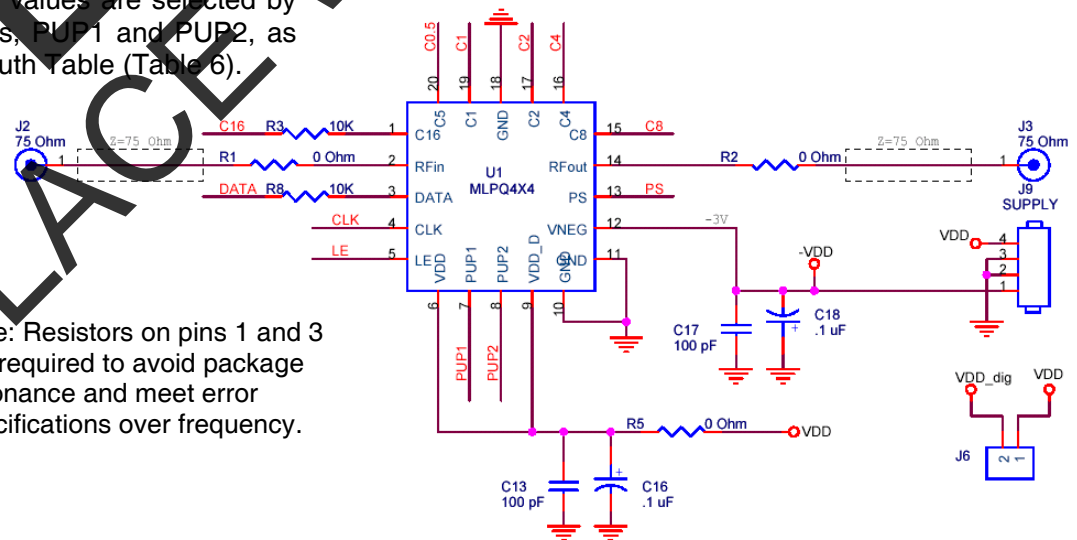 values are selected by
s, PUP1 and PUP2, as
uth Table (Table 6).
LACE
J2
75 Ohm
1
Z=75 Ohm
C16 R3 10K 1
R1 0 Ohm 2
DATA R8 10K 3
CLK 4
LE 5
C0.5
C1
C2
C4
20
19
18
17
16
C5
C1
GND
C2
C4
C16
RFin
DATA
CLK
LE
U1
MLPQ4X4
C8
RFout
PS
VNEG
GND
VDD
PUP1
PUP2
VDD_D
GND
15 C8
14
13 PS
12
11
6
7
8
9
10
PUP1
PUP2
R2 0 Ohm
Z=75 Ohm
1
J3
75 Ohm
J9
SUPPLY
VDD
4
3
2
1
-3V
-VDD
C17
100 pF
C18
.1 uF
+
e: Resistors on pins 1 and 3
required to avoid package
onance and meet error
cifications over frequency.
R5 0 Ohm VDD
C13
100 pF
+
C16
.1 uF
VDD_dig
VDD
J6
2
1